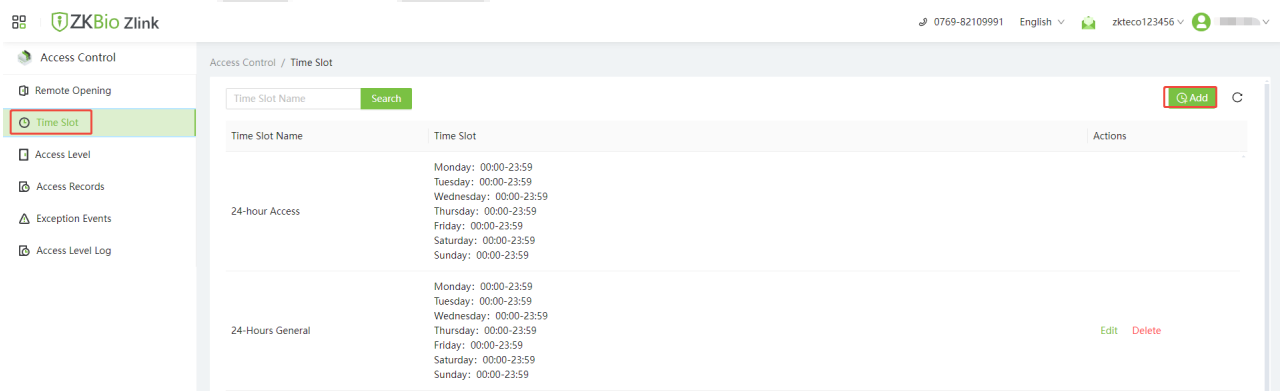 ZKBio Zlink
0769-82109991 English zkteco123456
Access Control
Access Control / Time Slot
Remote Opening
Time Slot
Access Level
Access Records
Exception Events
Access Level Log
Time Slot Name Search Add
Time Slot Name Time Slot Actions
24-hour Access
Monday: 00:00-23:59
Tuesday: 00:00-23:59
Wednesday: 00:00-23:59
Thursday: 00:00-23:59
Friday: 00:00-23:59
Saturday: 00:00-23:59
Sunday: 00:00-23:59
24-Hours General
Monday: 00:00-23:59
Tuesday: 00:00-23:59
Wednesday: 00:00-23:59
Thursday: 00:00-23:59
Friday: 00:00-23:59
Saturday: 00:00-23:59
Sunday: 00:00-23:59
Edit Delete